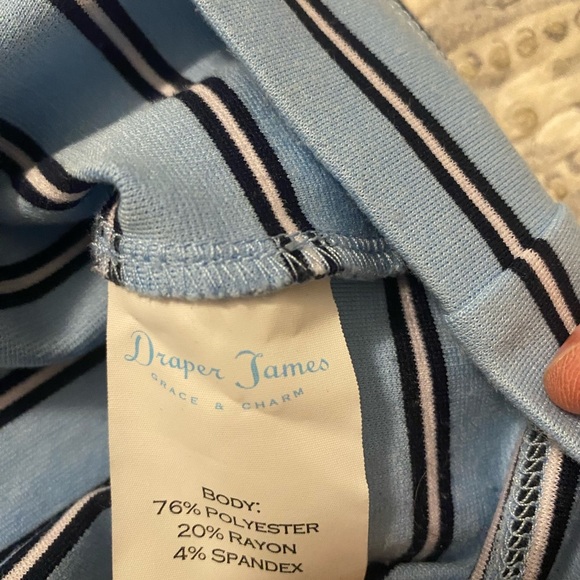 Draper James
GRACE & CHARM
BODY:
76% POLYESTER
20% RAYON
4% SPANDEX